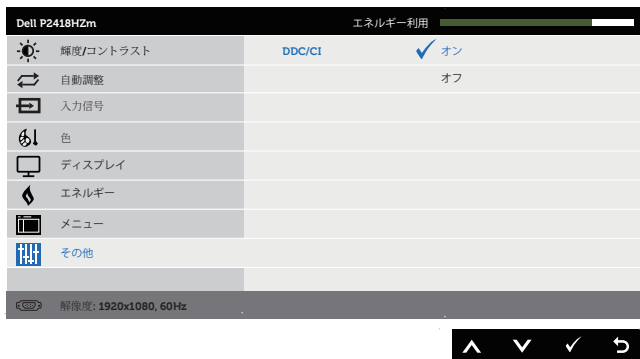 Dell P2418HZm エネルギー利用
輝度/コントラスト DDC/CI オン
自動調整 オフ
入力信号
色
ディスプレイ
エネルギー
メニュー
その他
解像度: 1920x1080, 60Hz